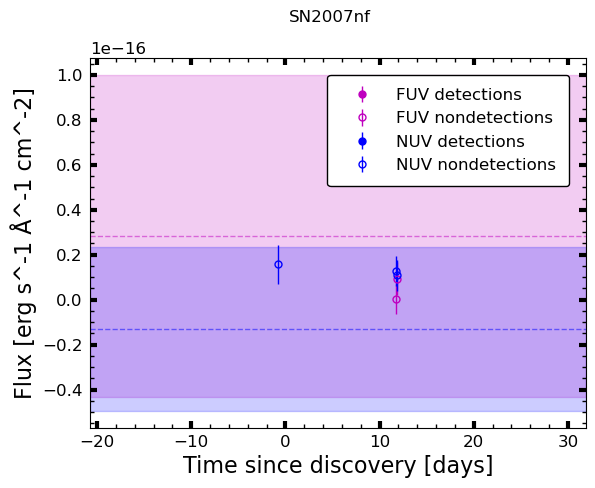 SN2007nf
1e−16
1.0
0.8
0.6
0.4
0.2
0.0
−0.2
−0.4
Flux [erg s^-1 Å^-1 cm^-2]
FUV detections
FUV nondetections
NUV detections
NUV nondetections
−20 −10 0 10 20 30
Time since discovery [days]